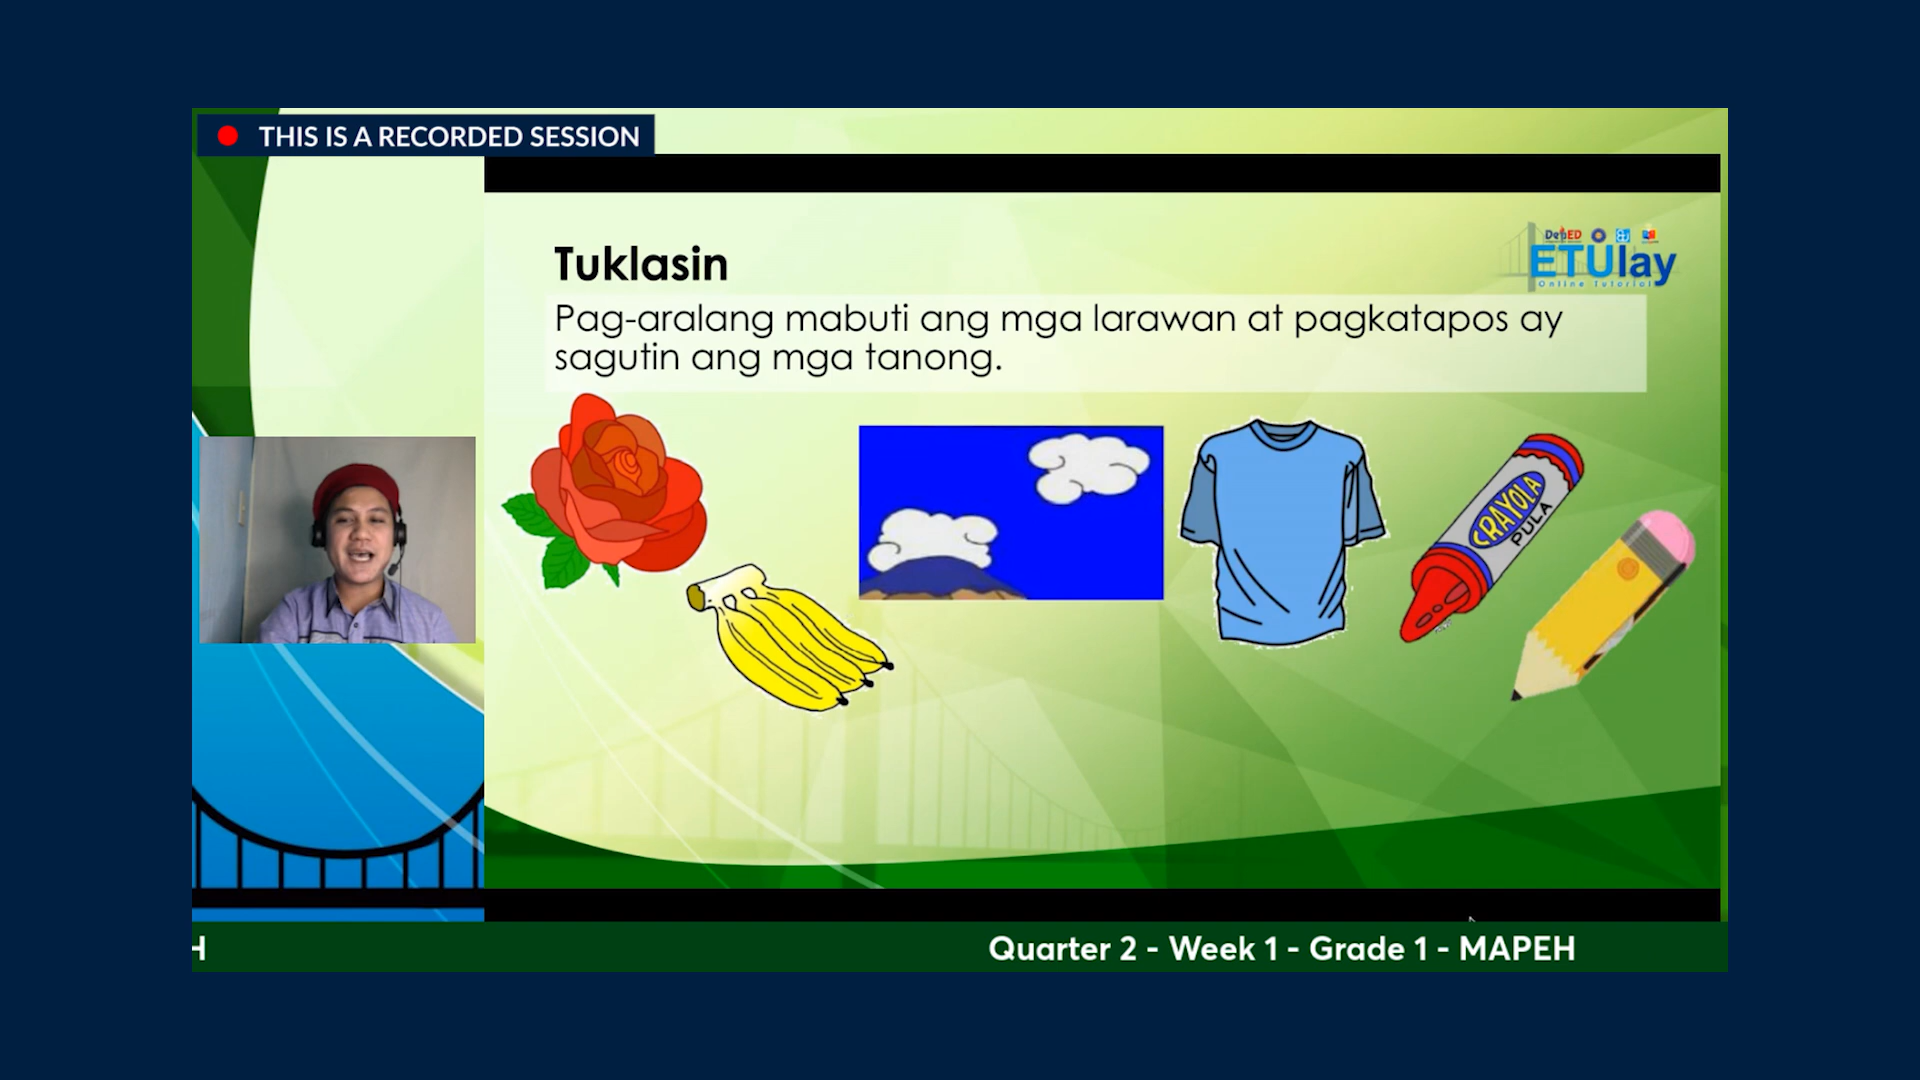 THIS IS A RECORDED SESSION
DepED
ETUlay
Online Tutorial
Tuklasin
Pag-aralang mabuti ang mga larawan at pagkatapos ay
sagutin ang mga tanong.
CRAYOLA
PULA
H
Quarter 2 - Week 1 - Grade 1 - MAPEH